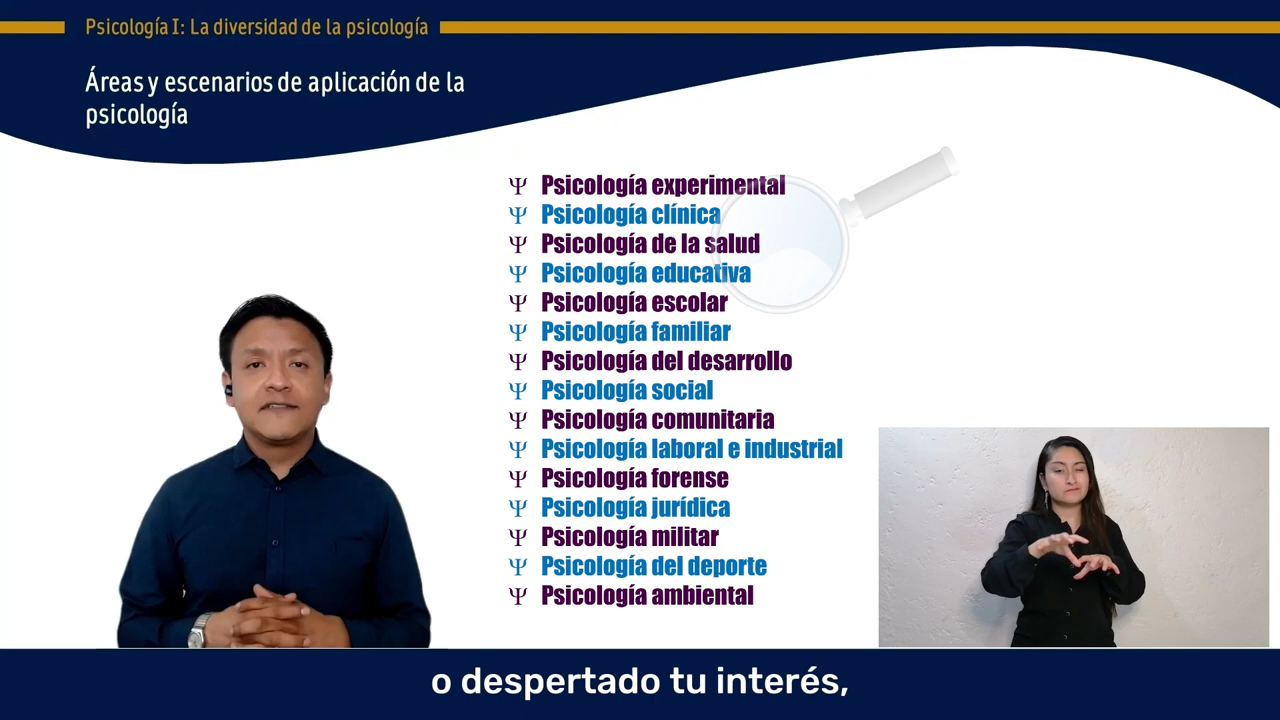 Psicología I: La diversidad de la psicología
Áreas y escenarios de aplicación de la
psicología
Ψ Psicología experimental
Ψ Psicología clínica
Ψ Psicología de la salud
Ψ Psicología educativa
Ψ Psicología escolar
Ψ Psicología familiar
Ψ Psicología del desarrollo
Ψ Psicología social
Ψ Psicología comunitaria
Ψ Psicología laboral e industrial
Ψ Psicología forense
Ψ Psicología jurídica
Ψ Psicología militar
Ψ Psicología del deporte
Ψ Psicología ambiental
o despertado tu interés,